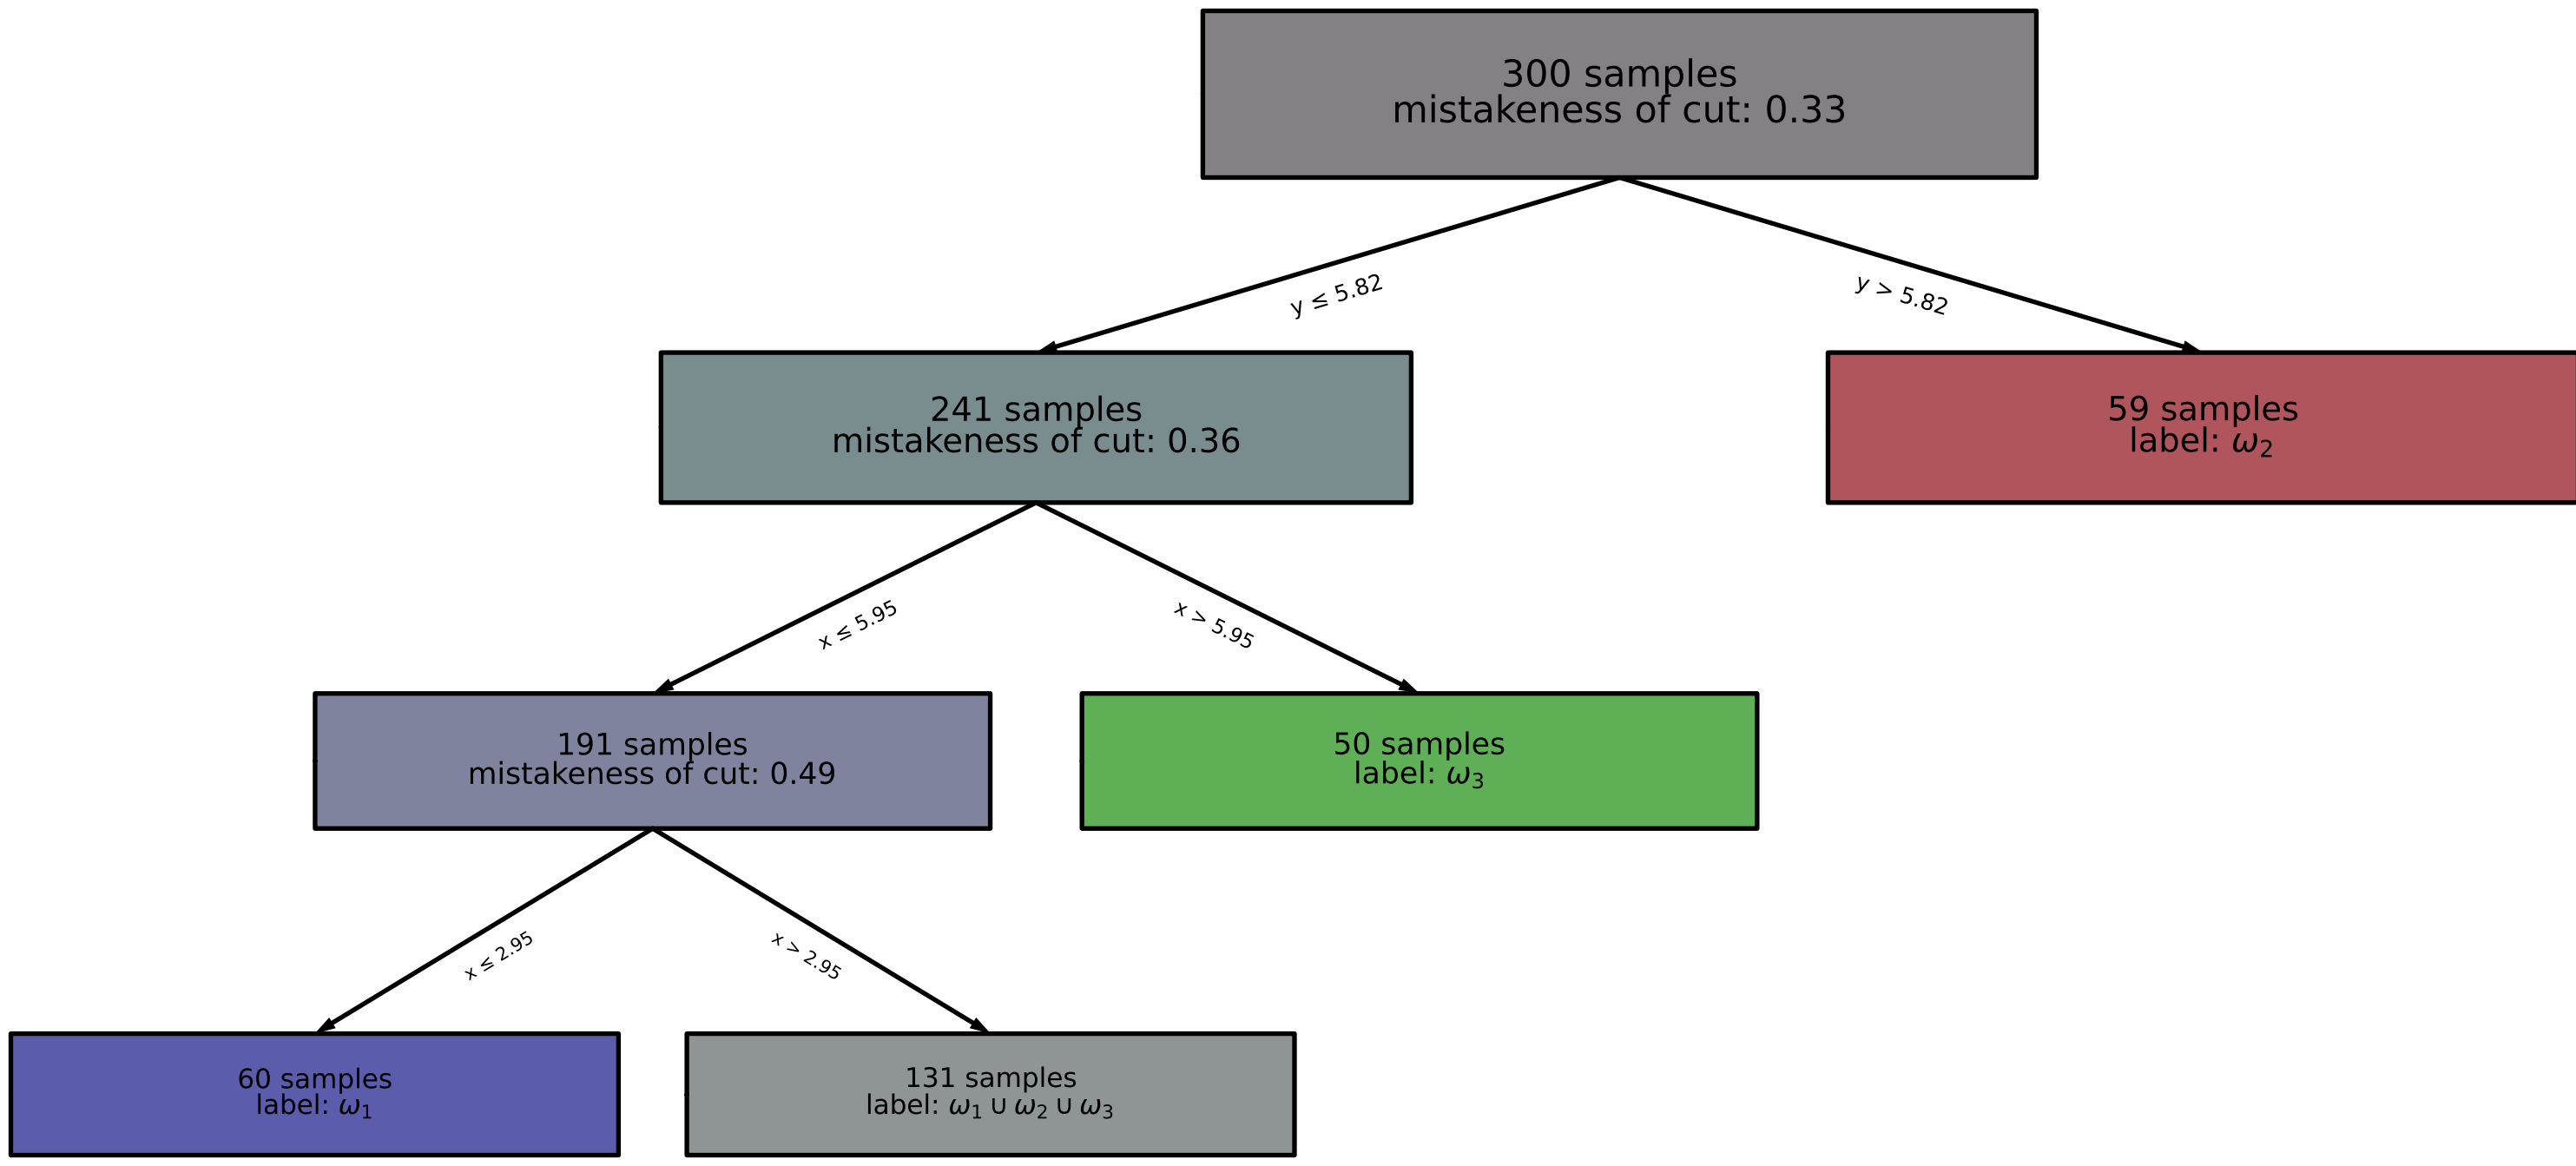 300 samples
mistakeness of cut: 0.33
y ≤ 5.82
y > 5.82
241 samples
mistakeness of cut: 0.36
59 samples
label: ω₂
x ≤ 5.95
x > 5.95
191 samples
mistakeness of cut: 0.49
50 samples
label: ω₃
x ≤ 2.95
x > 2.95
60 samples
label: ω₁
131 samples
label: ω₁ ∪ ω₂ ∪ ω₃